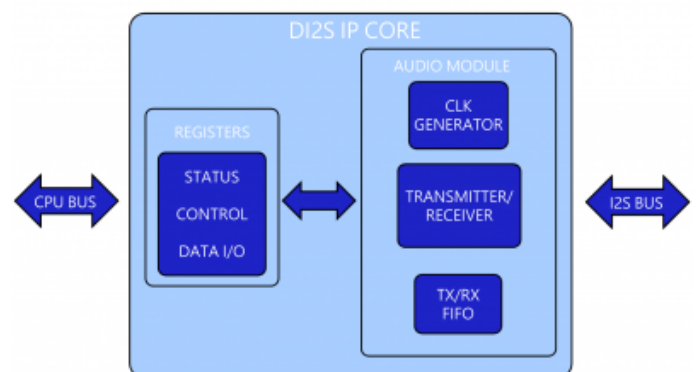 DI2S IP CORE
AUDIO MODULE
CLK
GENERATOR
REGISTERS
STATUS
CONTROL
DATA I/O
CPU BUS
TRANSMITTER/
RECEIVER
I2S BUS
TX/RX
FIFO